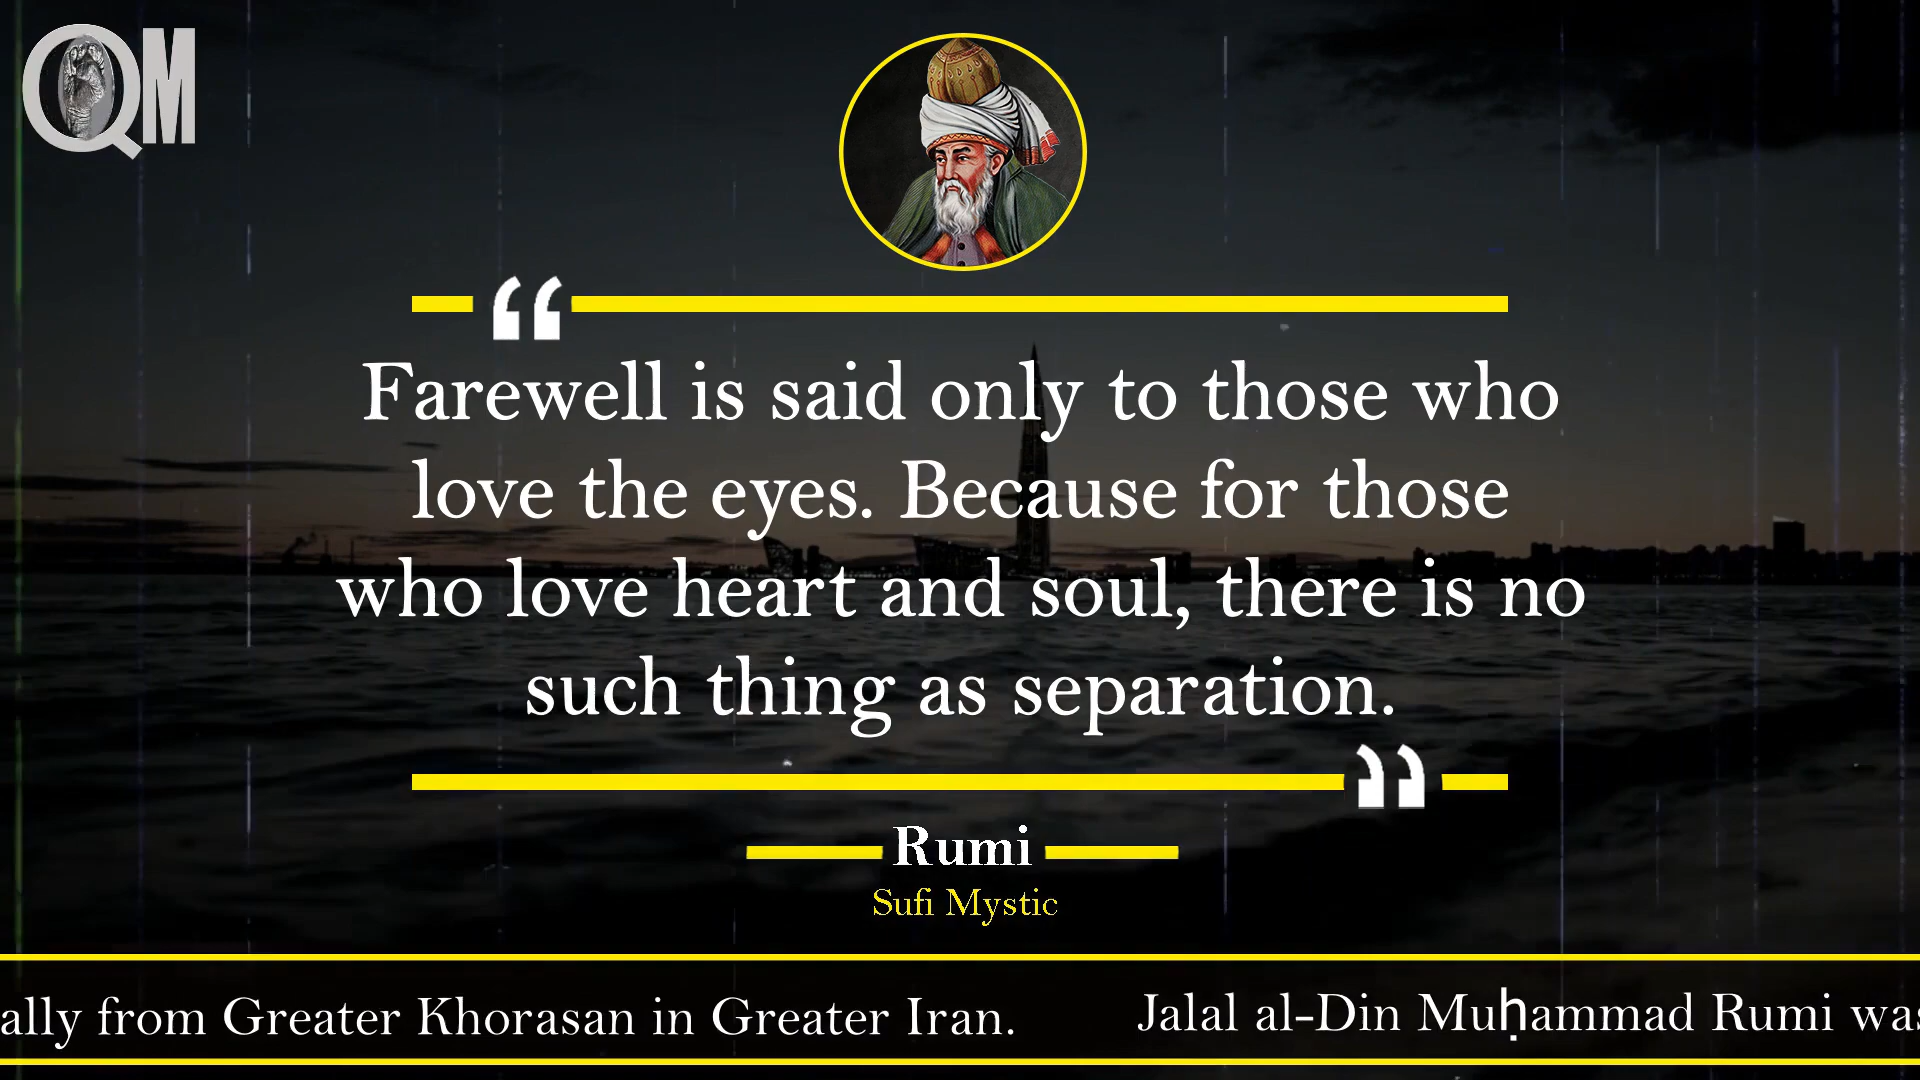 QM
“
Farewell is said only to those who
love the eyes. Because for those
who love heart and soul, there is no
such thing as separation.
”
Rumi
Sufi Mystic
ally from Greater Khorasan in Greater Iran. Jalal al-Din Muḥammad Rumi was